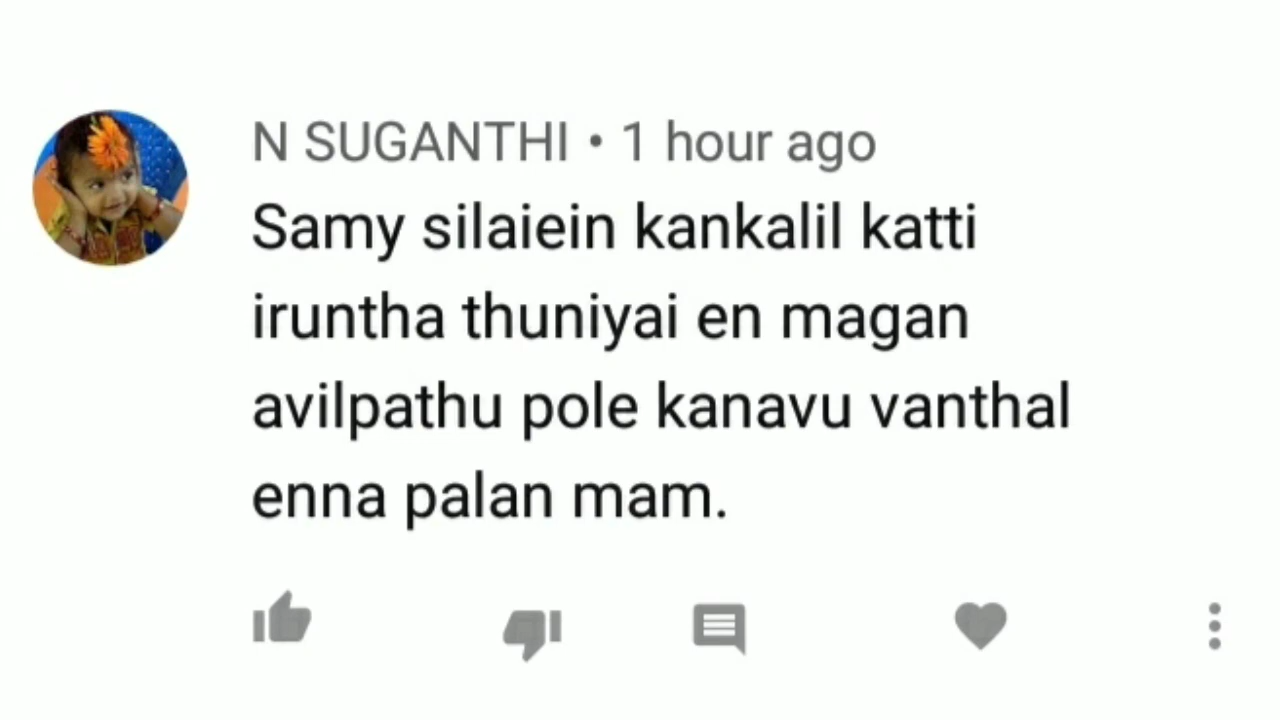 N SUGANTHI • 1 hour ago
Samy silaiein kankalil katti
iruntha thuniyai en magan
avilpathu pole kanavu vanthal
enna palan mam.